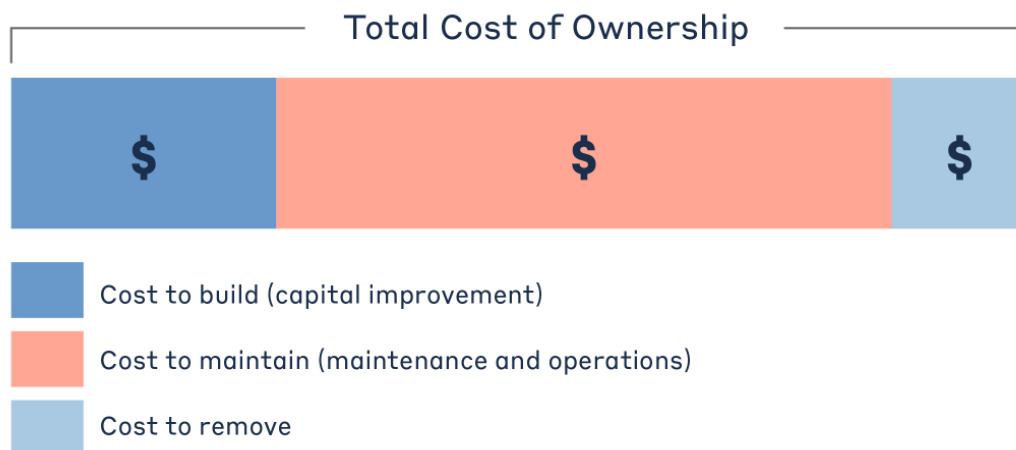 Total Cost of Ownership
$ $ $
Cost to build (capital improvement)
Cost to maintain (maintenance and operations)
Cost to remove